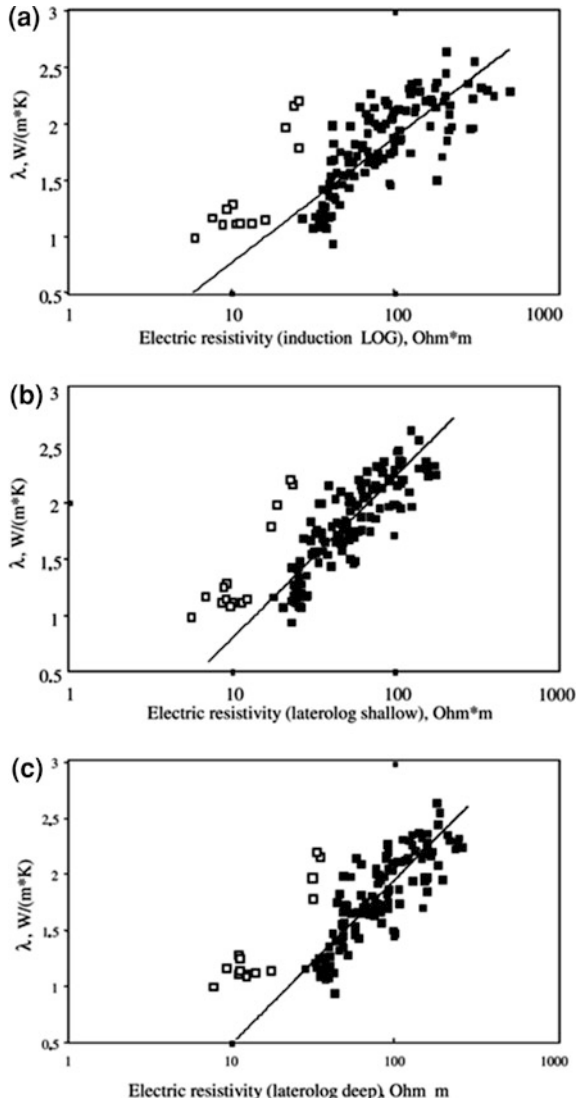 (a)
3
2,5
2
1,5
1
0,5
λ, W/(m*K)
1 10 100 1000
Electric resistivity (induction LOG), Ohm*m
(b)
3
2,5
2
1,5
1
0,5
λ, W/(m*K)
1 10 100 1000
Electric resistivity (laterolog shallow), Ohm*m
(c)
3
2,5
2
1,5
1
0,5
λ, W/(m*K)
1 10 100 1000
Electric resistivity (laterolog deep), Ohm m